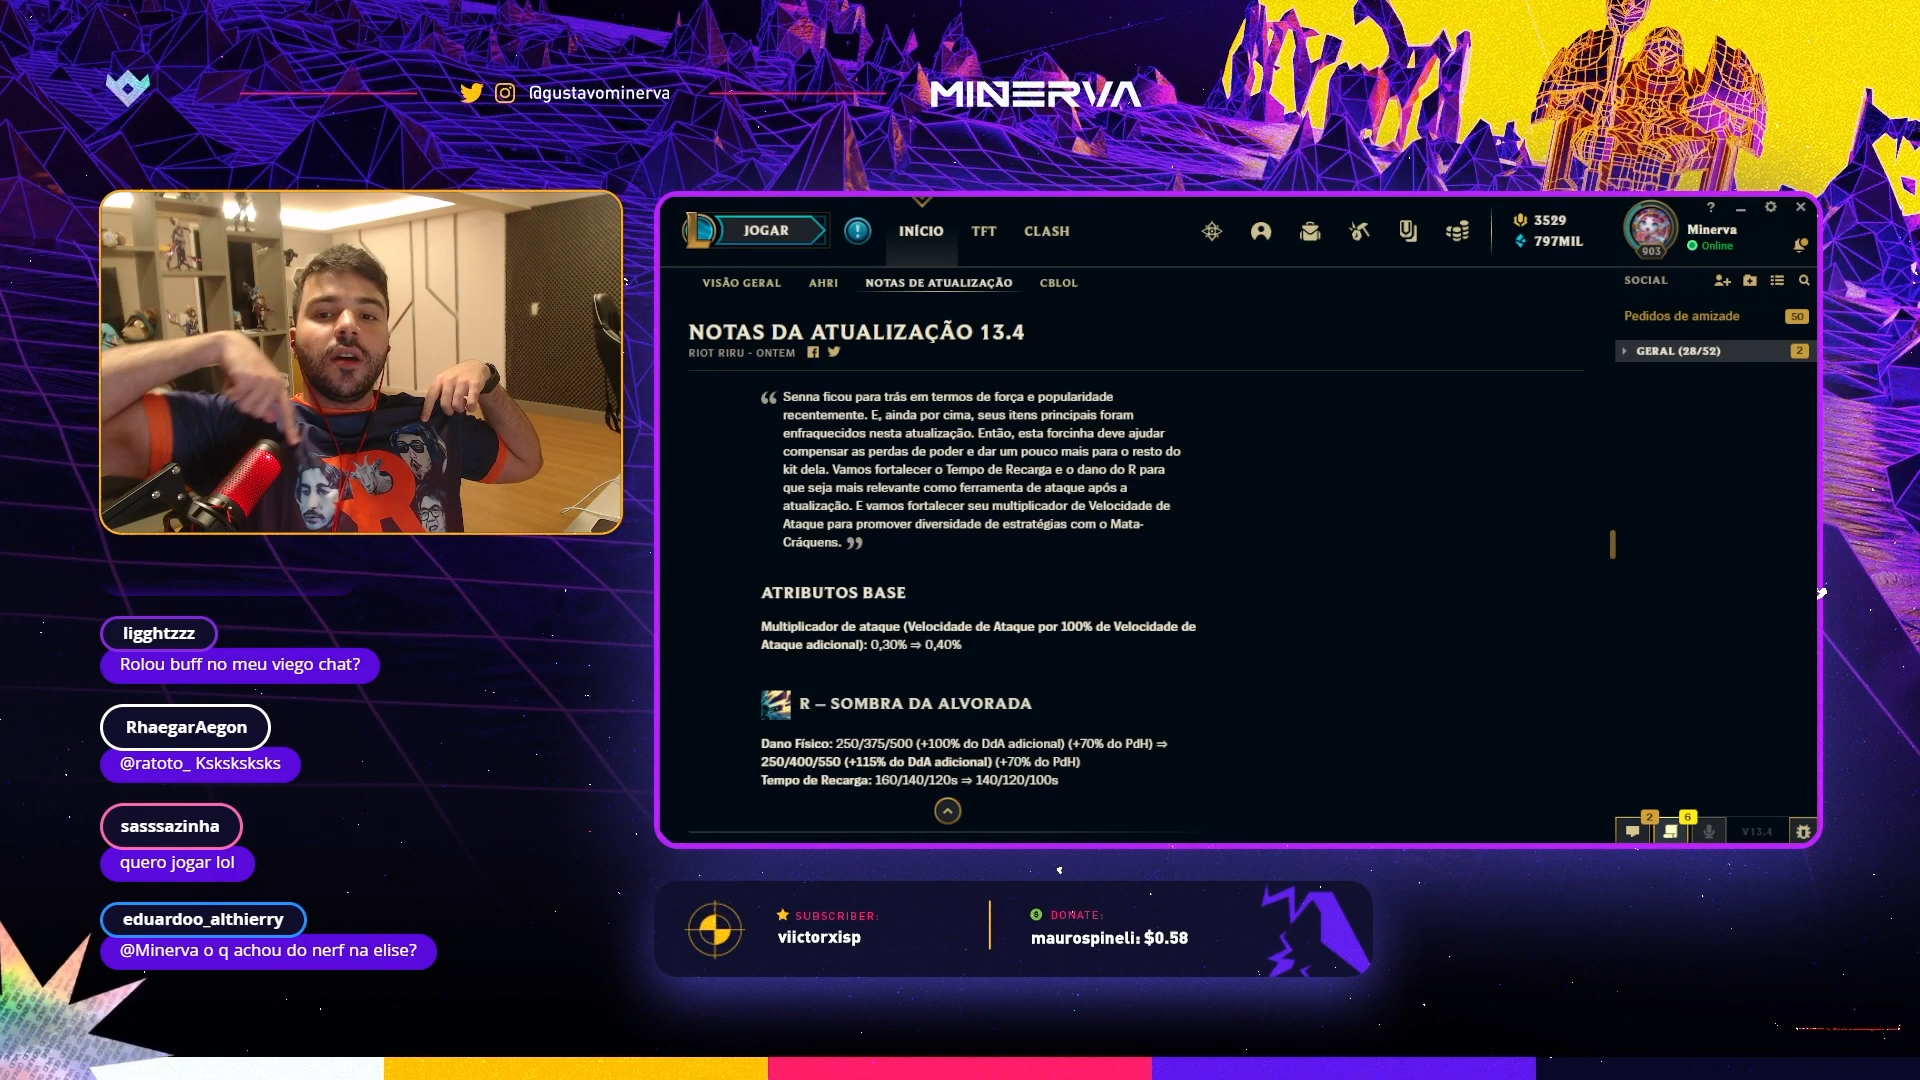 @gustavominerva
MINERVA
JOGAR
INÍCIO
TFT
CLASH
3529
797MIL
903
Minerva
Online
VISÃO GERAL
AHRI
NOTAS DE ATUALIZAÇÃO
CBLOL
SOCIAL
Pedidos de amizade
50
GERAL (28/52)
2
NOTAS DA ATUALIZAÇÃO 13.4
RIOT RIRU - ONTEM
“ Senna ficou para trás em termos de força e popularidade
recentemente. E, ainda por cima, seus itens principais foram
enfraquecidos nesta atualização. Então, esta forcinha deve ajudar
compensar as perdas de poder e dar um pouco mais para o resto do
kit dela. Vamos fortalecer o Tempo de Recarga e o dano do R para
que seja mais relevante como ferramenta de ataque após a
atualização. E vamos fortalecer seu multiplicador de Velocidade de
Ataque para promover diversidade de estratégias com o Mata-
Cráquens. ”
ATRIBUTOS BASE
Multiplicador de ataque (Velocidade de Ataque por 100% de Velocidade de
Ataque adicional): 0,30% ⇒ 0,40%
R – SOMBRA DA ALVORADA
Dano Físico: 250/375/500 (+100% do DdA adicional) (+70% do PdH) ⇒
250/400/550 (+115% do DdA adicional) (+70% do PdH)
Tempo de Recarga: 160/140/120s ⇒ 140/120/100s
2
6
V13.4
ligghtzzz
Rolou buff no meu viego chat?
RhaegarAegon
@ratoto_ Ksksksksks
sasssazinha
quero jogar lol
eduardoo_althierry
@Minerva o q achou do nerf na elise?
SUBSCRIBER:
viictorxisp
DONATE:
maurospineli: $0.58